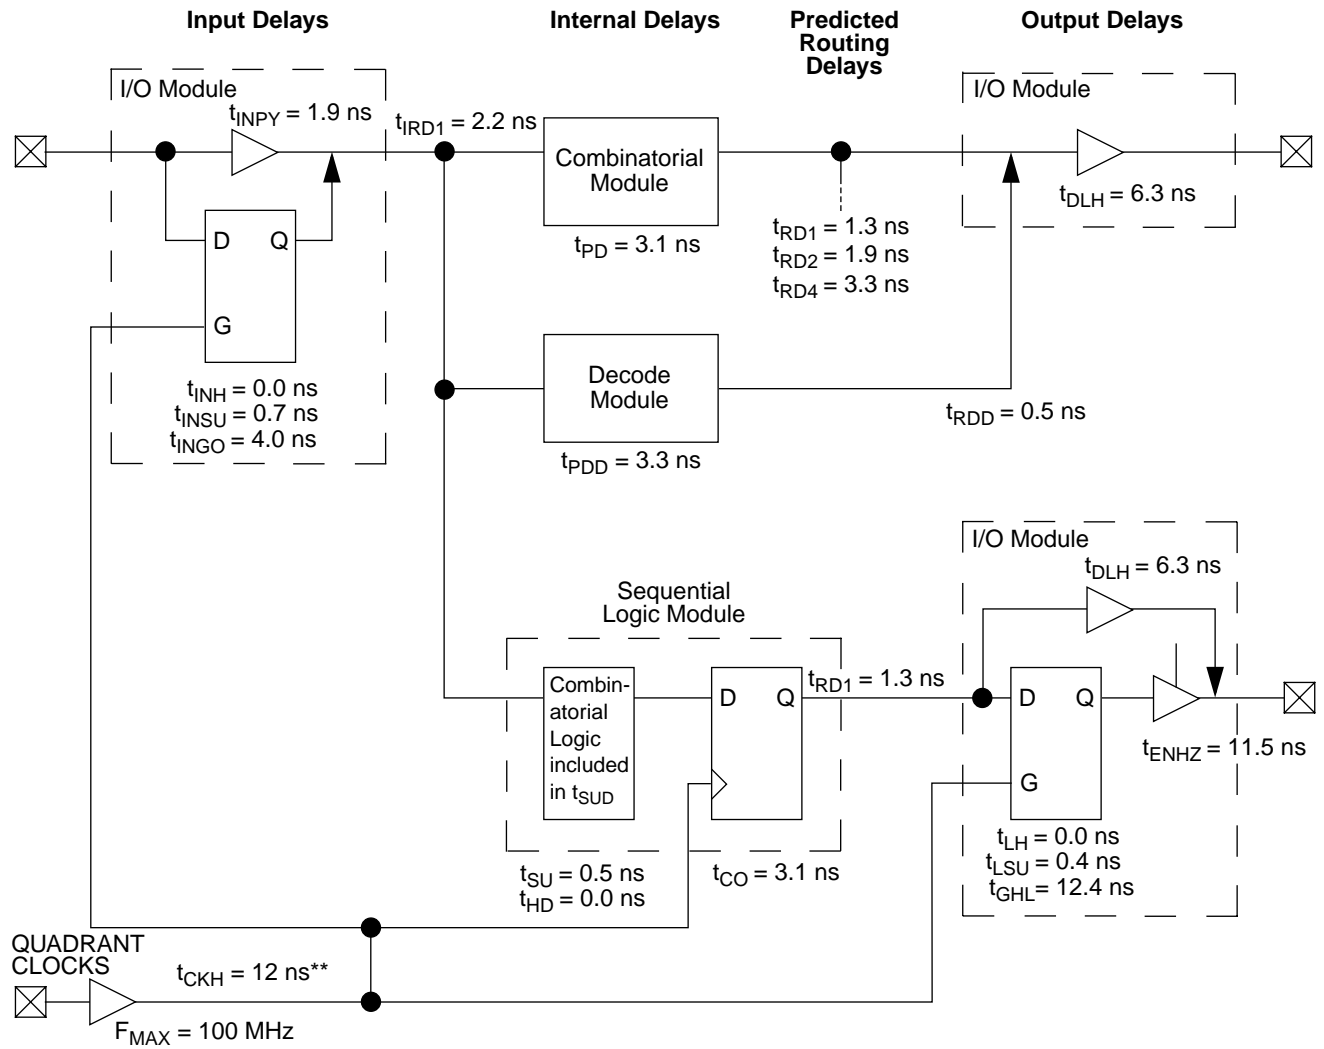 Input Delays
Internal Delays
Predicted
Routing
Delays
Output Delays
I/O Module
tINPY = 1.9 ns
tIRD1 = 2.2 ns
Combinatorial
Module
tPD = 3.1 ns
tRD1 = 1.3 ns
tRD2 = 1.9 ns
tRD4 = 3.3 ns
I/O Module
tDLH = 6.3 ns
D
Q
G
tINH = 0.0 ns
tINSU = 0.7 ns
tINGO = 4.0 ns
Decode
Module
tPDD = 3.3 ns
tRDD = 0.5 ns
Sequential
Logic Module
Combin-
atorial
Logic
included
in tSUD
D
Q
tSU = 0.5 ns
tHD = 0.0 ns
tCO = 3.1 ns
tRD1 = 1.3 ns
I/O Module
tDLH = 6.3 ns
D
Q
G
tENHZ = 11.5 ns
tLH = 0.0 ns
tLSU = 0.4 ns
tGHL= 12.4 ns
QUADRANT
CLOCKS
tCKH = 12 ns**
FMAX = 100 MHz